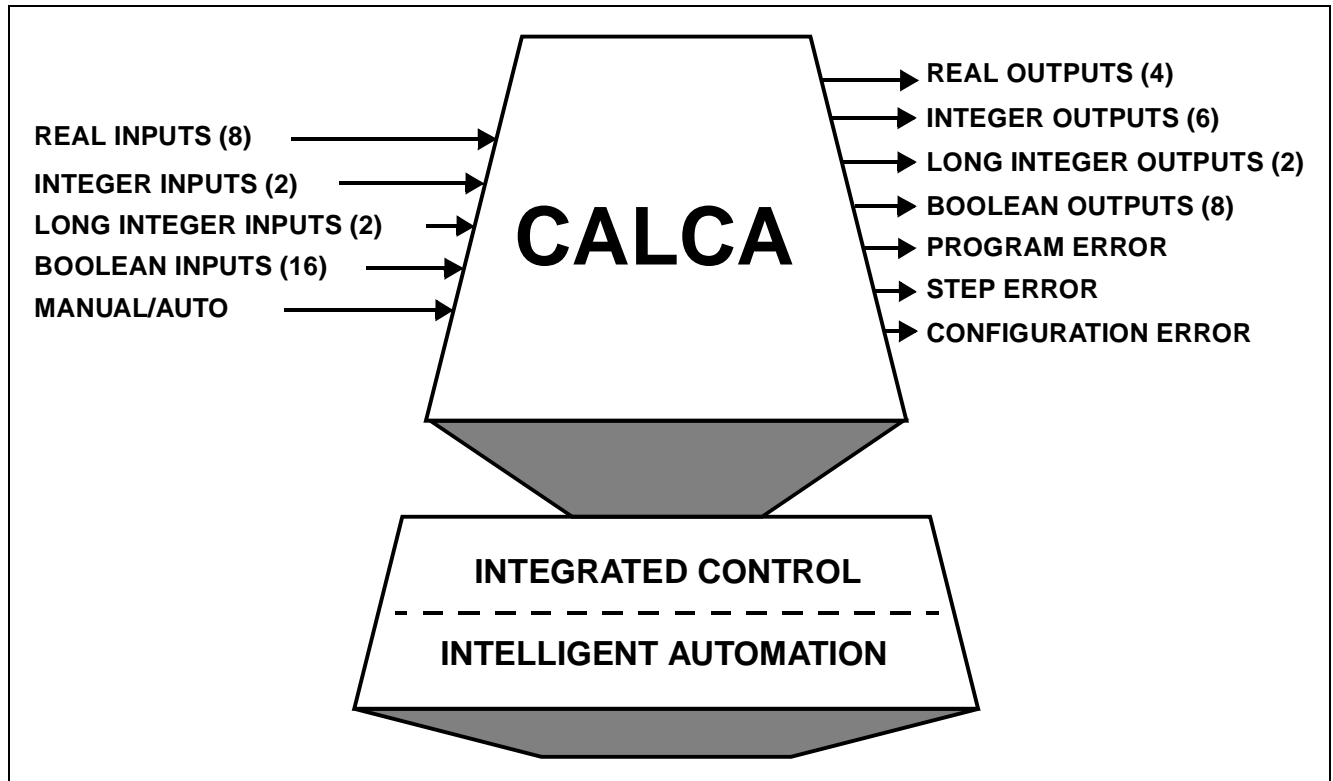 REAL INPUTS (8)
INTEGER INPUTS (2)
LONG INTEGER INPUTS (2)
BOOLEAN INPUTS (16)
MANUAL/AUTO
CALCA
REAL OUTPUTS (4)
INTEGER OUTPUTS (6)
LONG INTEGER OUTPUTS (2)
BOOLEAN OUTPUTS (8)
PROGRAM ERROR
STEP ERROR
CONFIGURATION ERROR
INTEGRATED CONTROL
INTELLIGENT AUTOMATION